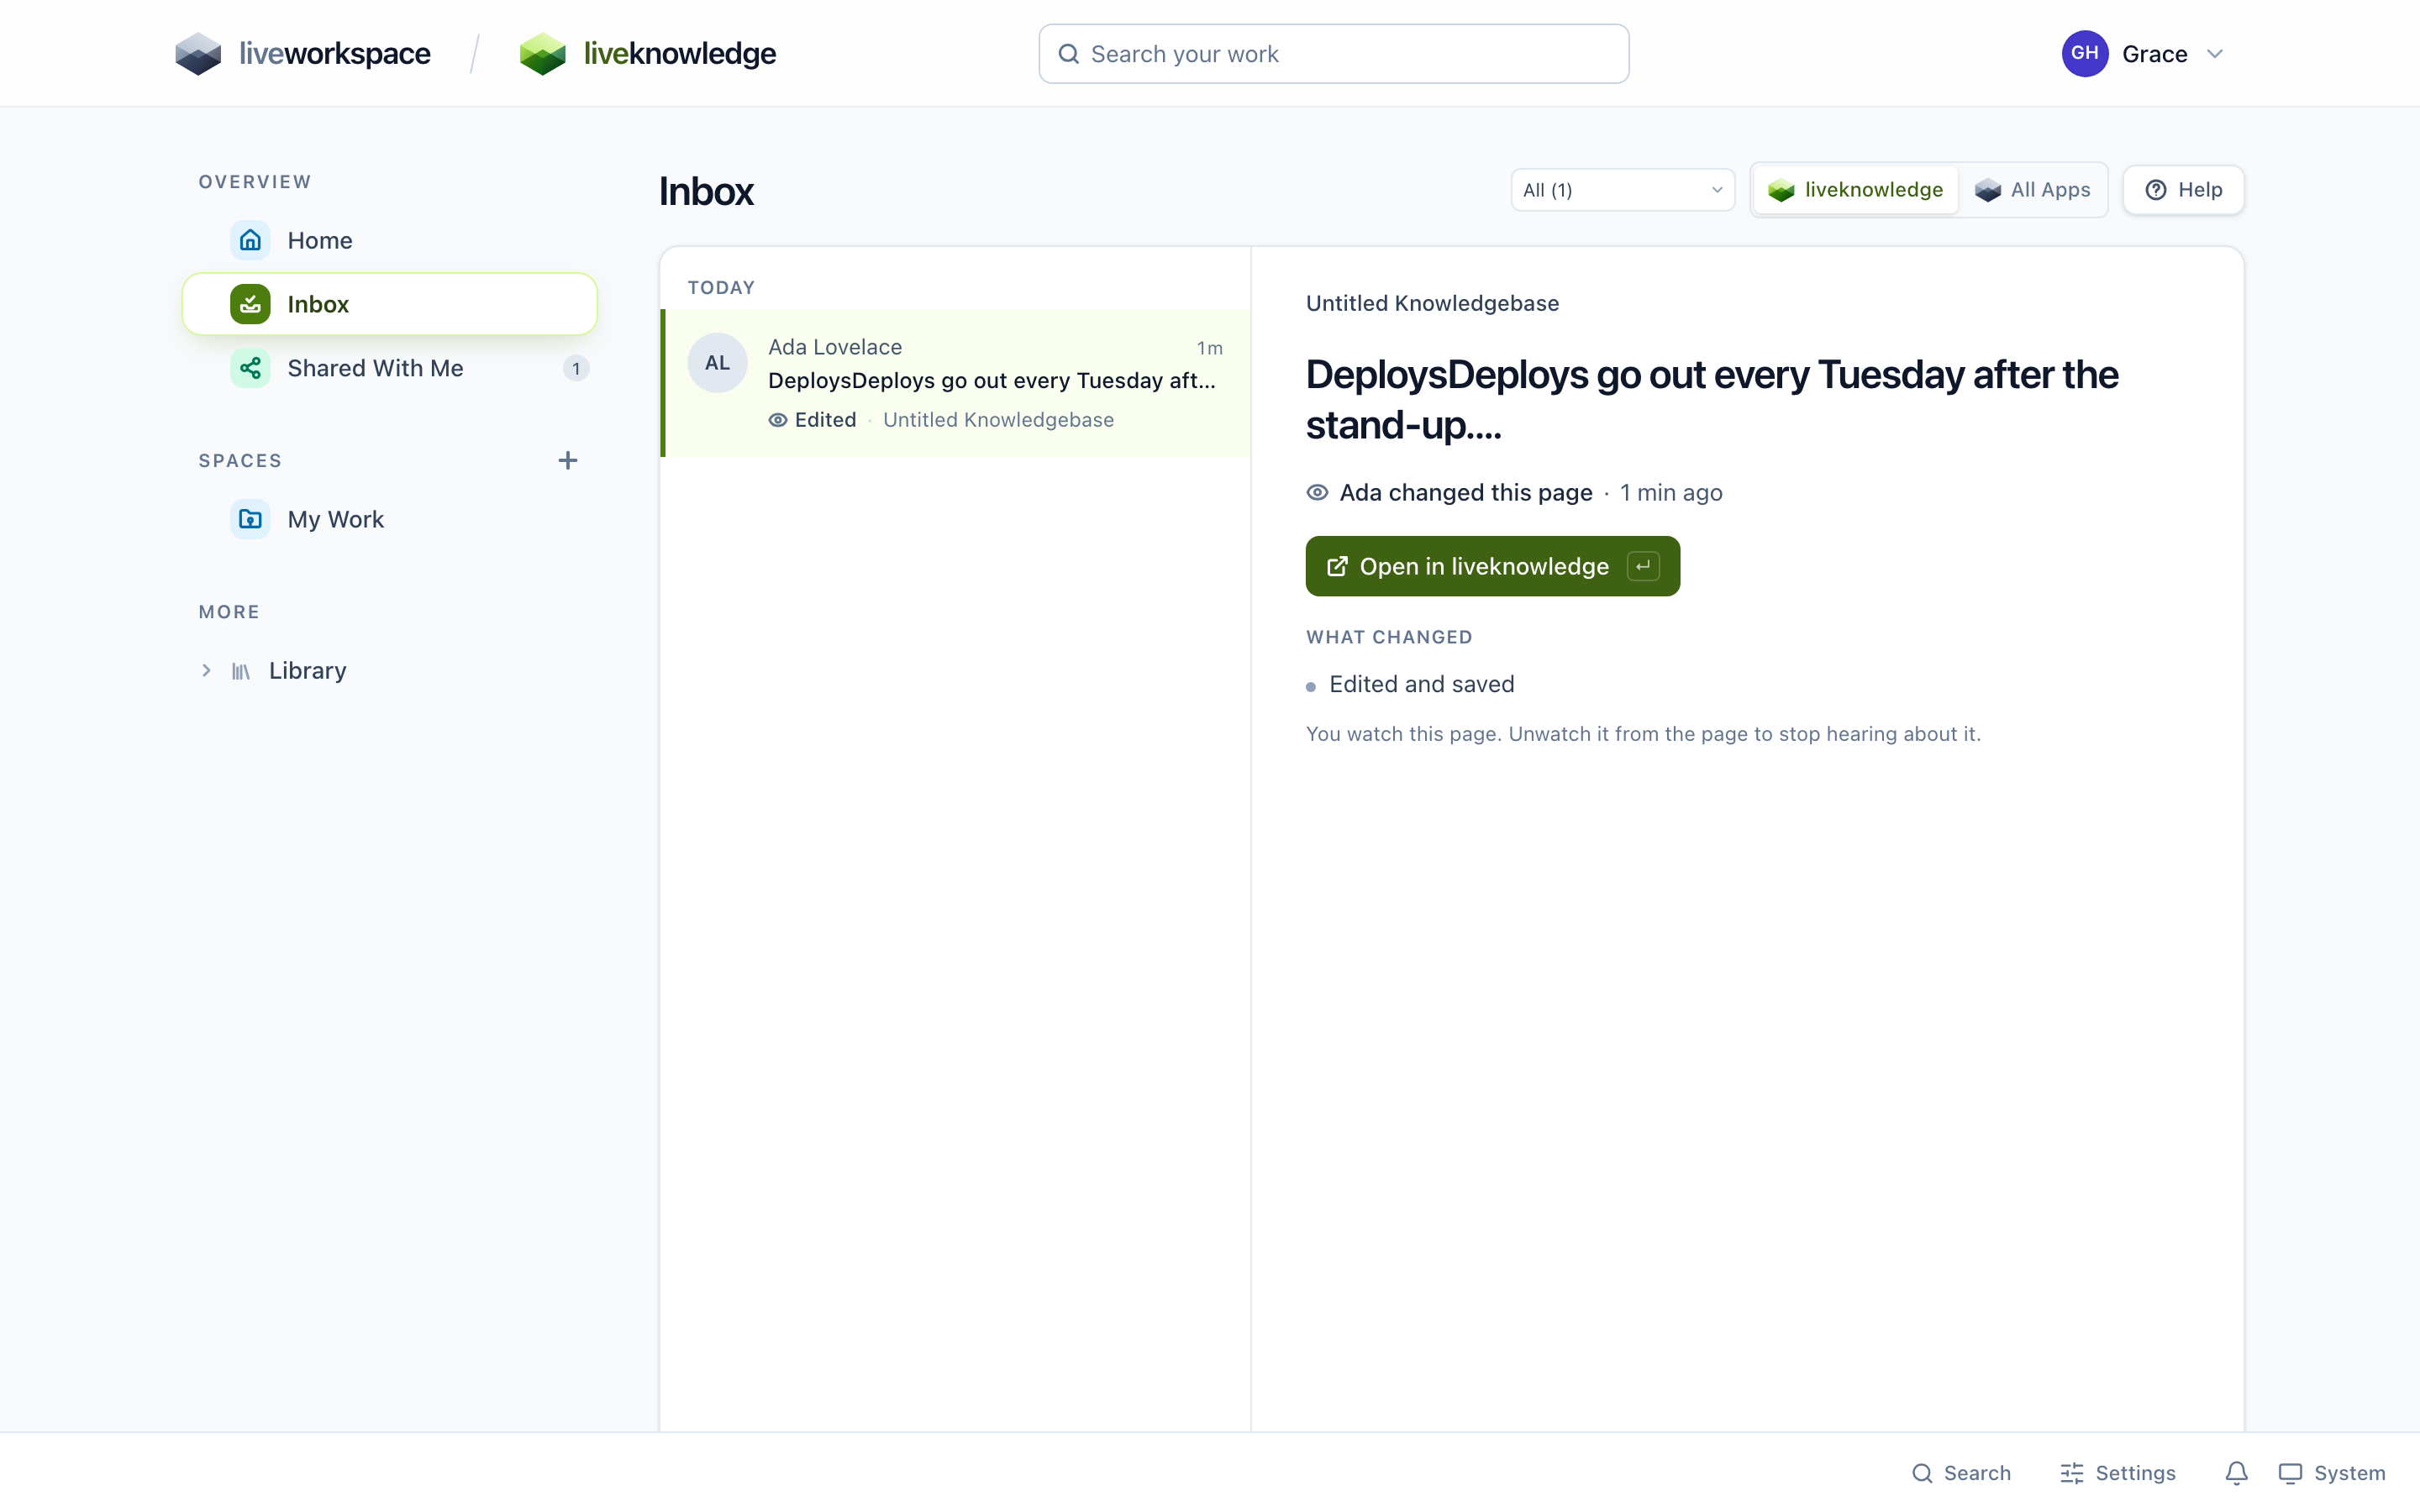 liveworkspace / liveknowledge
Search your work
GH Grace
OVERVIEW
Home
Inbox
Shared With Me 1
SPACES
My Work
MORE
Library
Inbox
All (1)
liveknowledge
All Apps
Help
TODAY
AL
Ada Lovelace 1m
DeploysDeploys go out every Tuesday aft...
Edited · Untitled Knowledgebase
Untitled Knowledgebase
DeploysDeploys go out every Tuesday after the
stand-up....
Ada changed this page · 1 min ago
Open in liveknowledge
WHAT CHANGED
Edited and saved
You watch this page. Unwatch it from the page to stop hearing about it.
Search
Settings
System